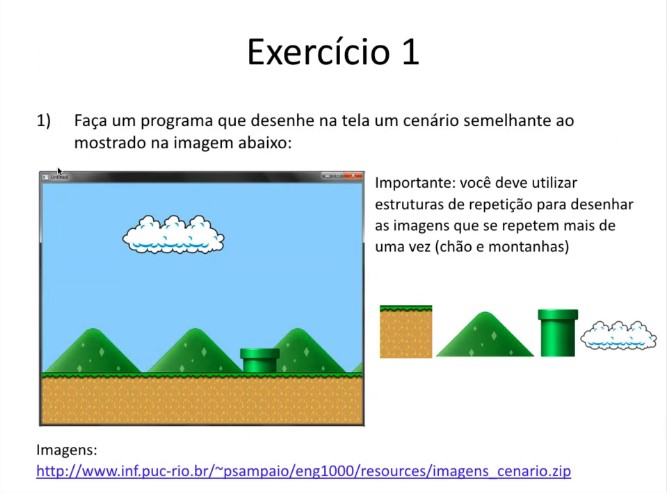 Exercício 1
1) Faça um programa que desenhe na tela um cenário semelhante ao
mostrado na imagem abaixo:
Untitled
Importante: você deve utilizar
estruturas de repetição para desenhar
as imagens que se repetem mais de
uma vez (chão e montanhas)
Imagens:
http://www.inf.puc-rio.br/~psampaio/eng1000/resources/imagens_cenario.zip